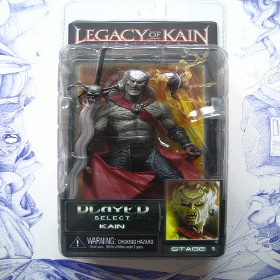 LEGACY OF KAIN
PLAYER
SELECT
KAIN
WARNING: CHOKING HAZARD
STAGE 1